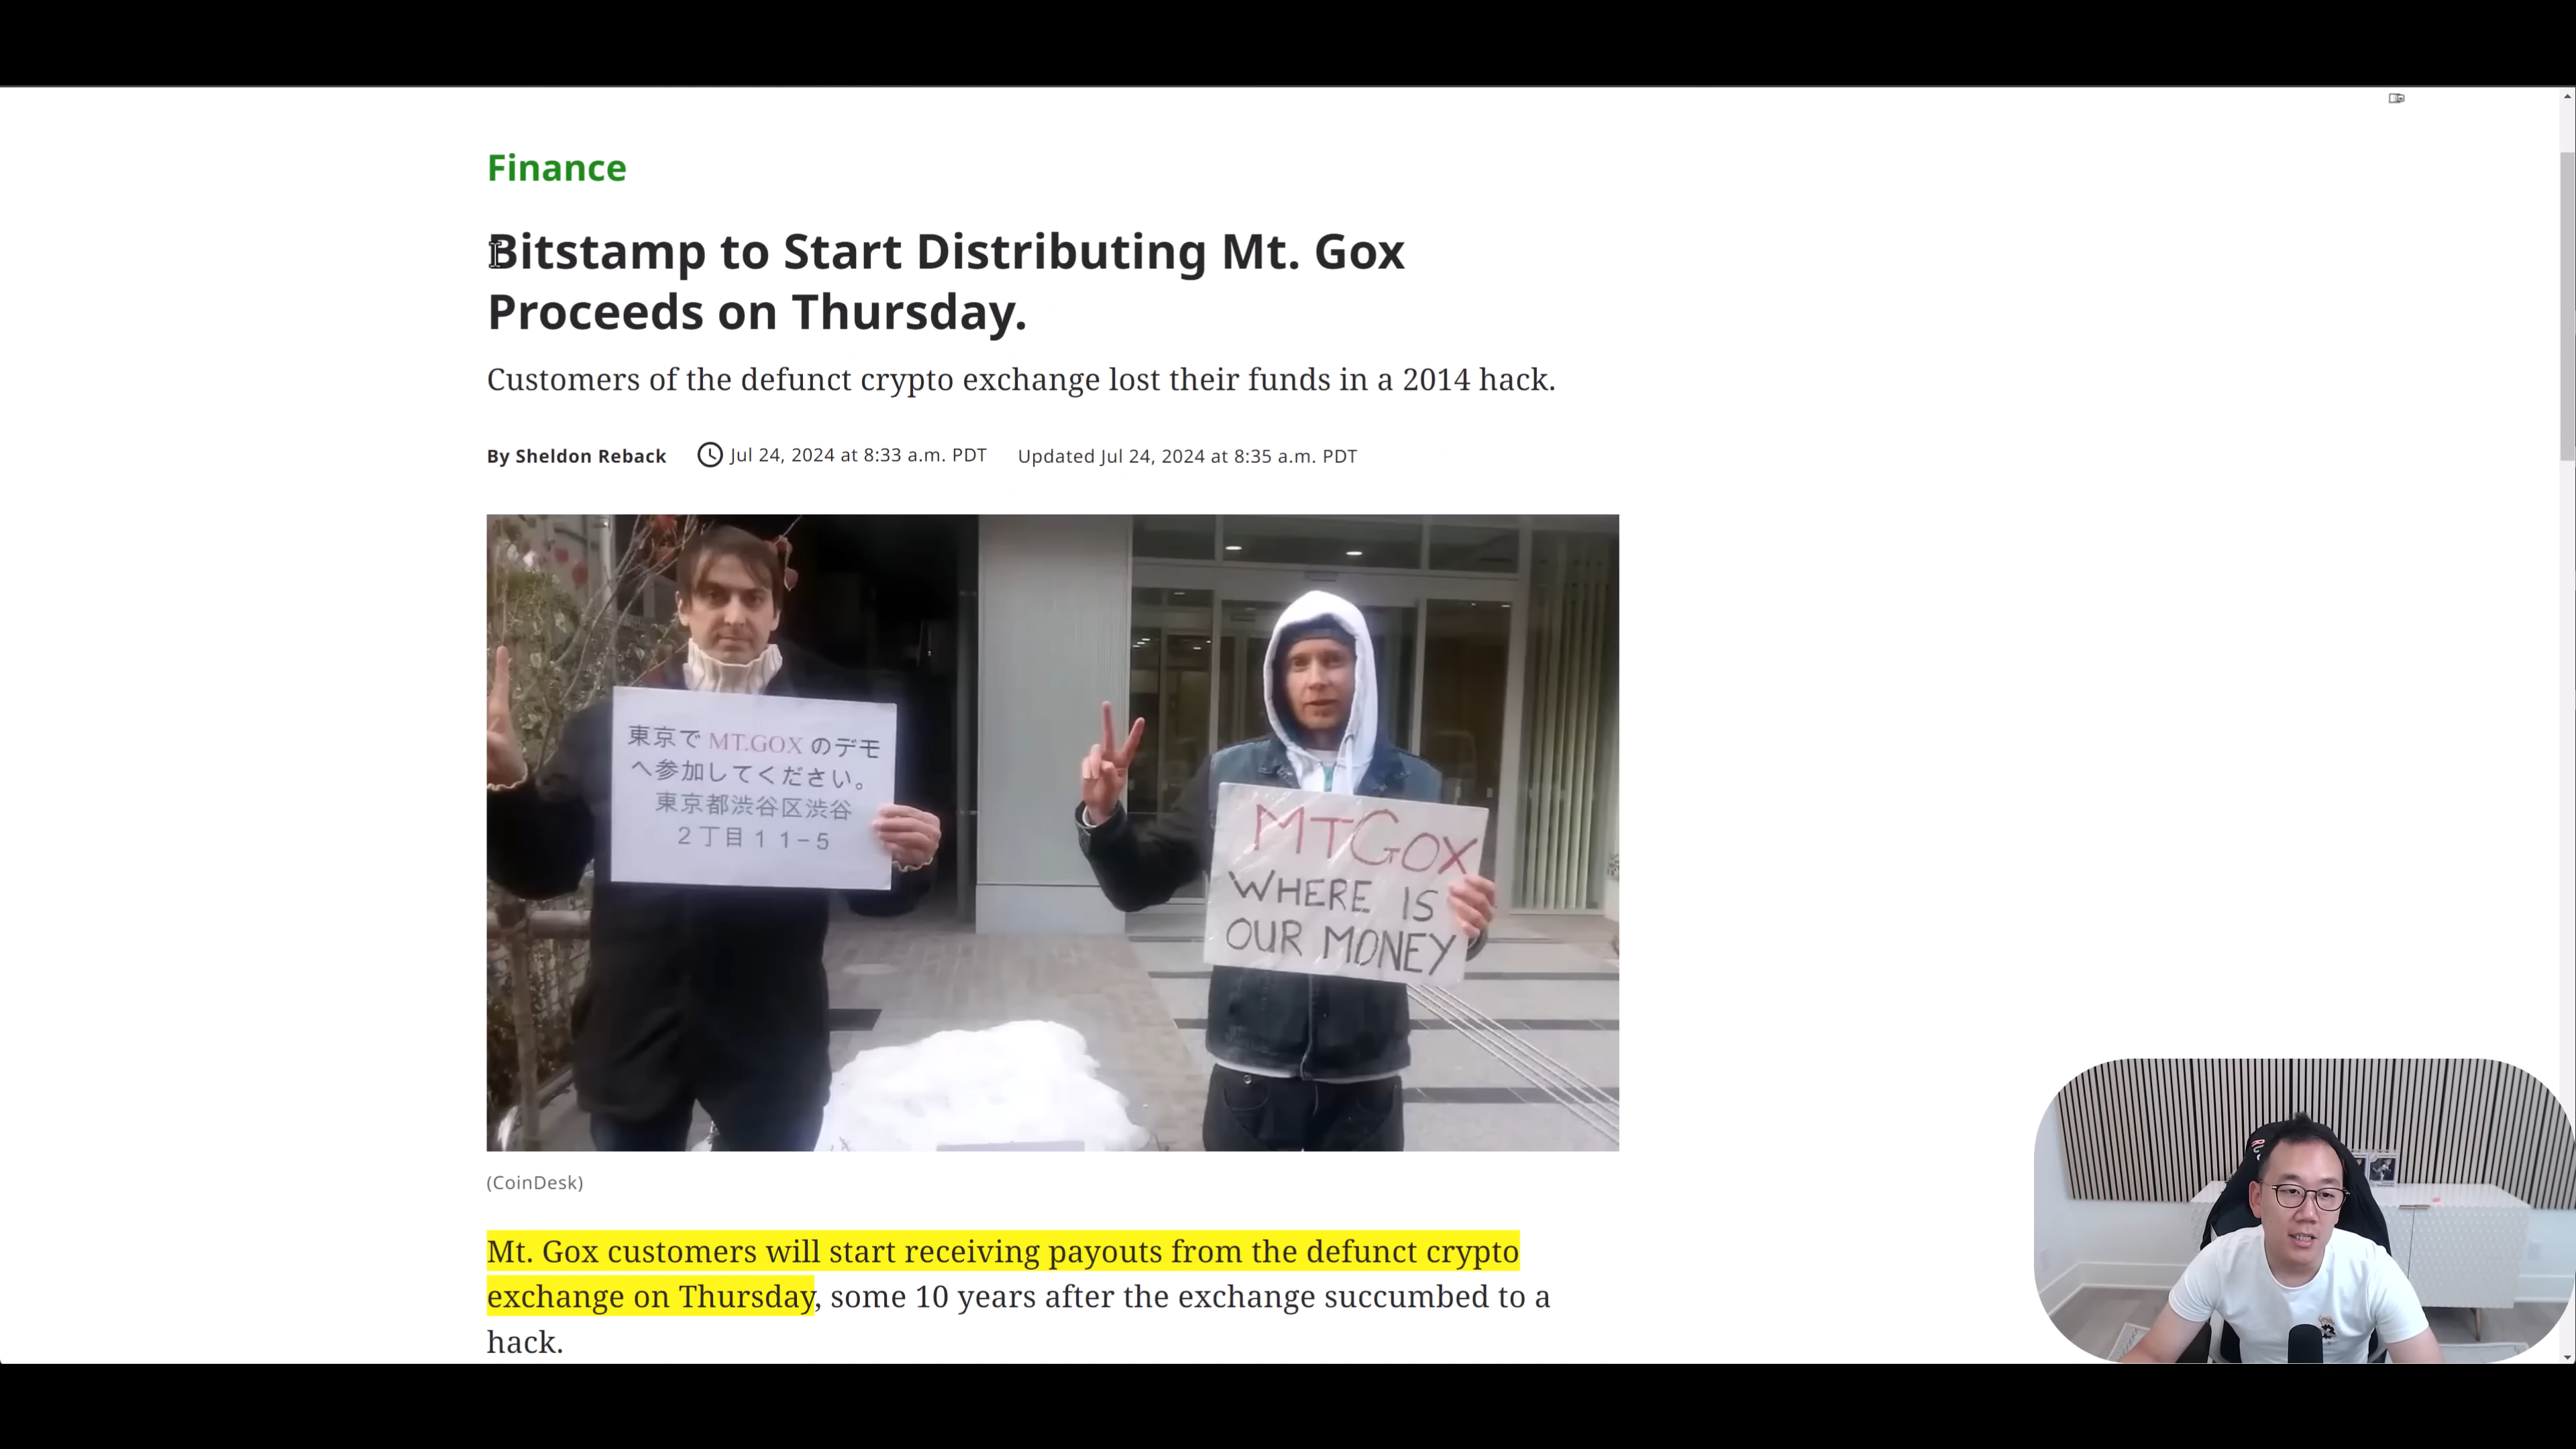 Finance
Bitstamp to Start Distributing Mt. Gox
Proceeds on Thursday.
Customers of the defunct crypto exchange lost their funds in a 2014 hack.
By Sheldon Reback Jul 24, 2024 at 8:33 a.m. PDT Updated Jul 24, 2024 at 8:35 a.m. PDT
東京で MT.GOX のデモ
へ参加してください。
東京都渋谷区渋谷
2丁目11-5
MTGOX
WHERE IS
OUR MONEY
(CoinDesk)
Mt. Gox customers will start receiving payouts from the defunct crypto
exchange on Thursday, some 10 years after the exchange succumbed to a
hack.